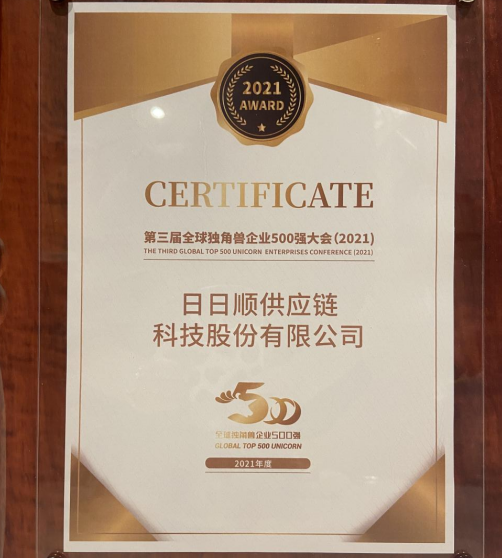 2021
AWARD
CERTIFICATE
第三届全球独角兽企业500强大会(2021)
THE THIRD GLOBAL TOP 500 UNICORN ENTERPRISES CONFERENCE (2021)
日日顺供应链
科技股份有限公司
500
全球独角兽企业500强
GLOBAL TOP 500 UNICORN
2021年度